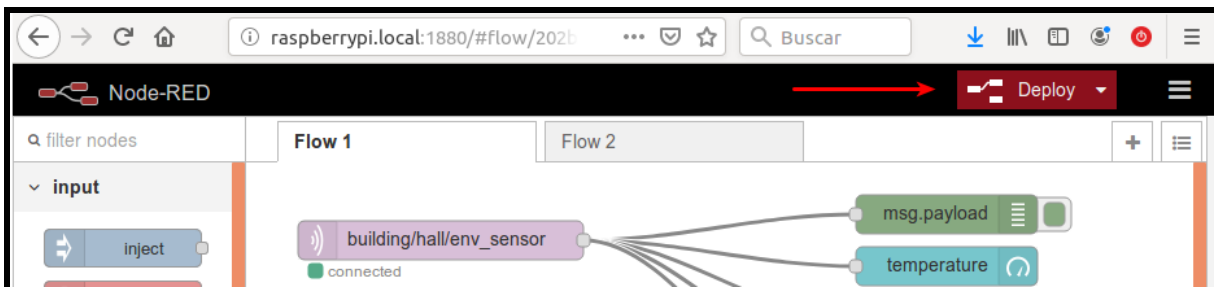 raspberrypi.local:1880/#flow/202b
Buscar
Node-RED
Deploy
filter nodes
Flow 1
Flow 2
input
msg.payload
building/hall/env_sensor
inject
connected
temperature